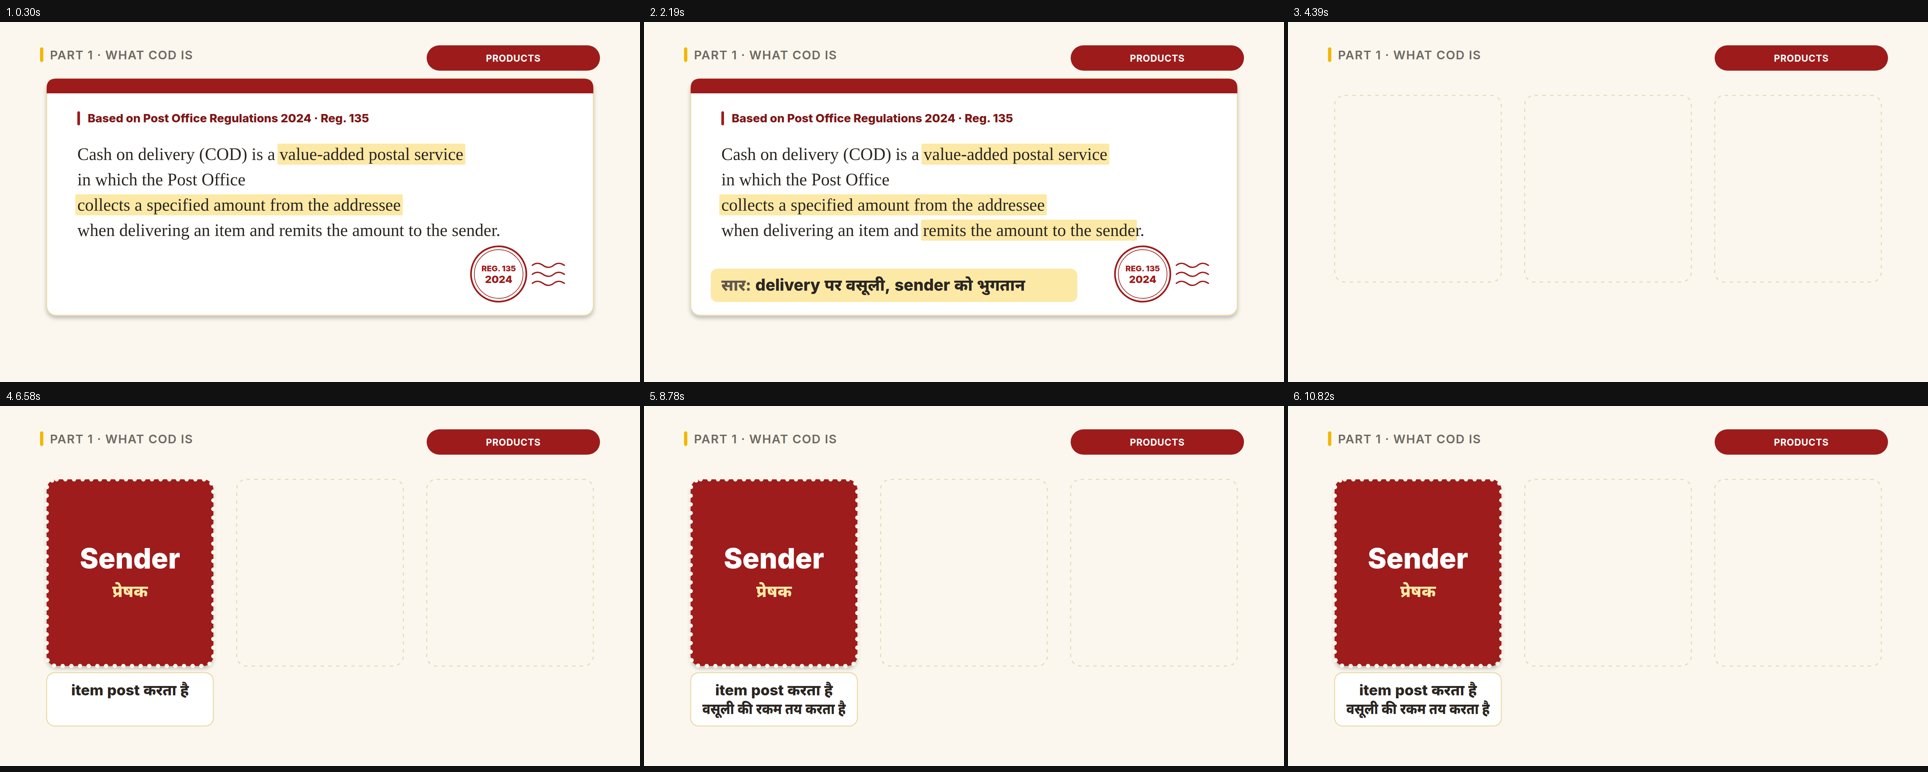 1. 0.30s
PART 1 · WHAT COD IS
PRODUCTS
Based on Post Office Regulations 2024 · Reg. 135
Cash on delivery (COD) is a value-added postal service
in which the Post Office
collects a specified amount from the addressee
when delivering an item and remits the amount to the sender.
REG. 135
2024
2. 2.19s
PART 1 · WHAT COD IS
PRODUCTS
Based on Post Office Regulations 2024 · Reg. 135
Cash on delivery (COD) is a value-added postal service
in which the Post Office
collects a specified amount from the addressee
when delivering an item and remits the amount to the sender.
सार: delivery पर वसूली, sender को भुगतान
REG. 135
2024
3. 4.39s
PART 1 · WHAT COD IS
PRODUCTS
4. 6.58s
PART 1 · WHAT COD IS
PRODUCTS
Sender
प्रेषक
item post करता है
5. 8.78s
PART 1 · WHAT COD IS
PRODUCTS
Sender
प्रेषक
item post करता है
वसूली की रकम तय करता है
6. 10.82s
PART 1 · WHAT COD IS
PRODUCTS
Sender
प्रेषक
item post करता है
वसूली की रकम तय करता है